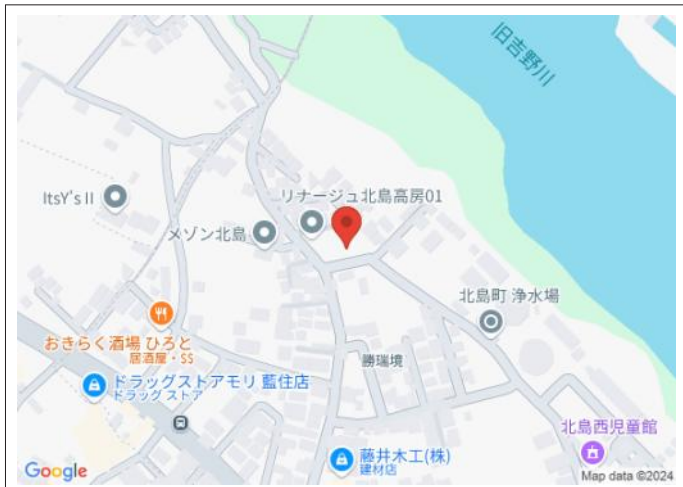 旧吉野川
リナージュ北島高房01
ItsY's II
メゾン北島
北島町 浄水場
おきらく酒場 ひろと
居酒屋・SS
勝瑞境
ドラッグストアモリ 藍住店
ドラッグ ストア
北島西児童館
藤井木工(株)
建材店
Google
Map data ©2024